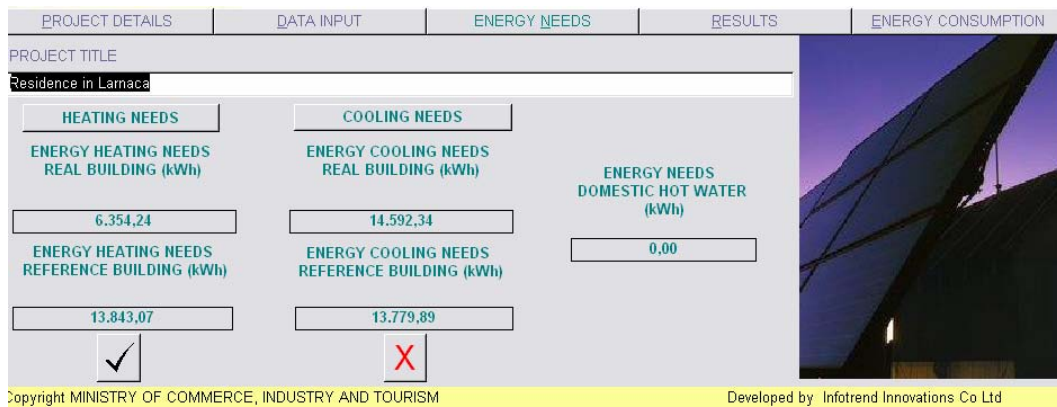 PROJECT DETAILS
DATA INPUT
ENERGY NEEDS
RESULTS
ENERGY CONSUMPTION
PROJECT TITLE
Residence in Larnaca
HEATING NEEDS
ENERGY HEATING NEEDS
REAL BUILDING (kWh)
6.354,24
ENERGY HEATING NEEDS
REFERENCE BUILDING (kWh)
13.843,07
COOLING NEEDS
ENERGY COOLING NEEDS
REAL BUILDING (kWh)
14.592,34
ENERGY COOLING NEEDS
REFERENCE BUILDING (kWh)
13.779,89
X
ENERGY NEEDS
DOMESTIC HOT WATER
(kWh)
0,00
Copyright MINISTRY OF COMMERCE, INDUSTRY AND TOURISM
Developed by Infotrend Innovations Co Ltd